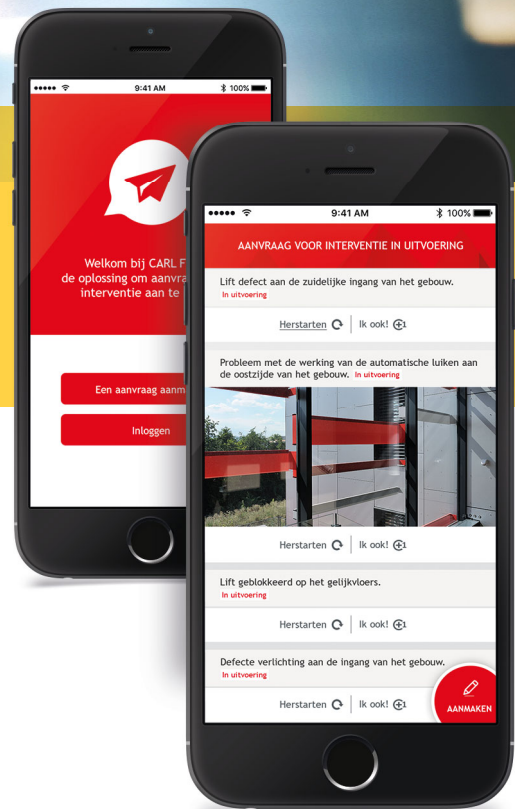 9:41 AM
100%
Welkom bij CARL
de oplossing om
interventie aan te
Een aanvraag
Inloggen
9:41 AM
100%
AANVRAAG VOOR INTERVENTIE IN UITVOERING
Lift defect aan de zuidelijke ingang van het gebouw.
In uitvoering
Herstarten Ik ook! +1
Probleem met de werking van de automatische luiken aan
de oostzijde van het gebouw. In uitvoering
Herstarten Ik ook! +1
Lift geblokkeerd op het gelijkvloers.
In uitvoering
Herstarten Ik ook! +1
Defecte verlichting aan de ingang van het gebouw.
In uitvoering
Herstarten Ik ook! +1
AANMAKEN